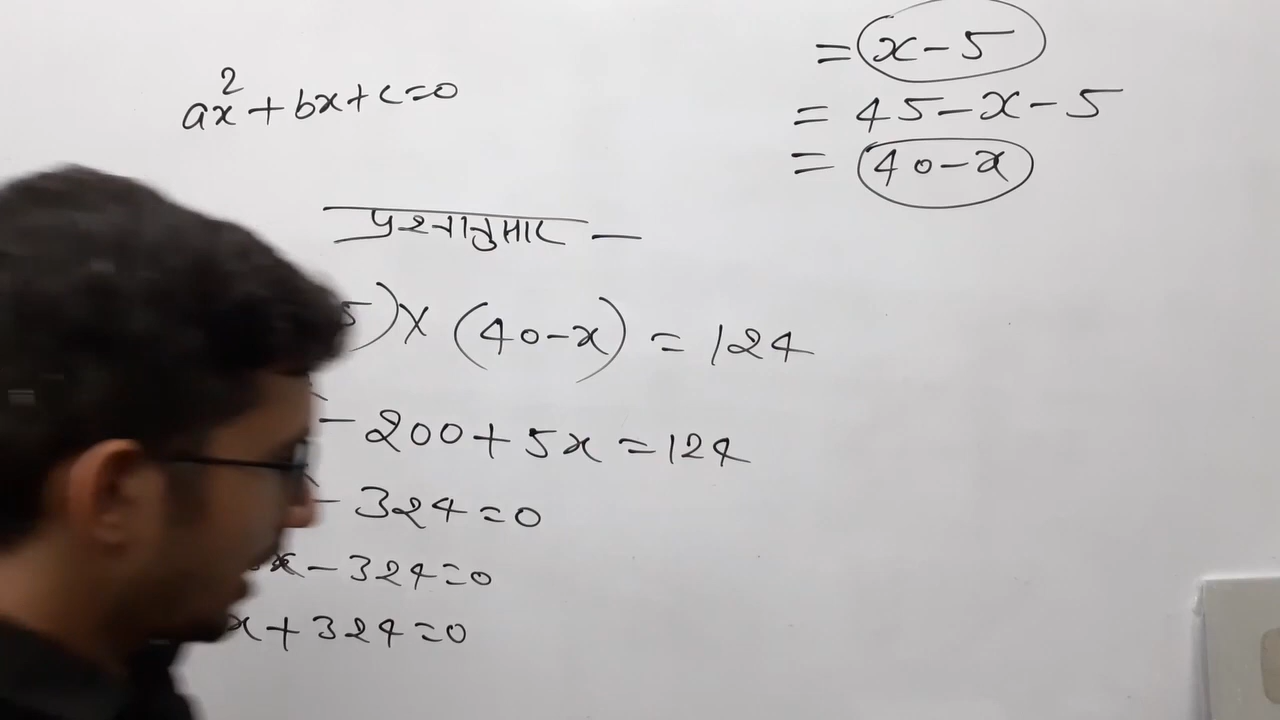 ax² + bx + c = 0
= x - 5
= 45 - x - 5
= 40 - x
प्रश्नानुसार —
5) × (40 - x) = 124
- 200 + 5x = 124
- 324 = 0
x - 324 = 0
x + 324 = 0